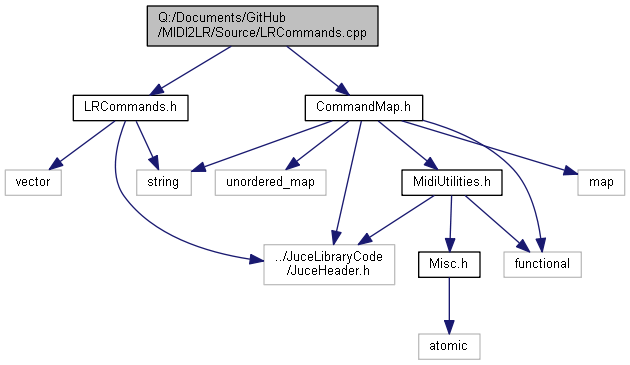 Q:/Documents/GitHub
/MIDI2LR/Source/LRCommands.cpp
LRCommands.h
CommandMap.h
vector
string
unordered_map
MidiUtilities.h
map
../JuceLibraryCode
/JuceHeader.h
Misc.h
functional
atomic